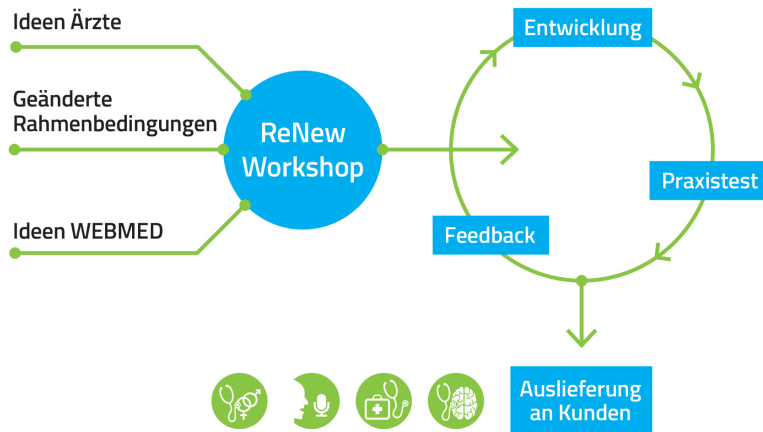 Ideen Ärzte
Geänderte
Rahmenbedingungen
Ideen WEBMED
ReNew
Workshop
Entwicklung
Praxistest
Feedback
Auslieferung
an Kunden